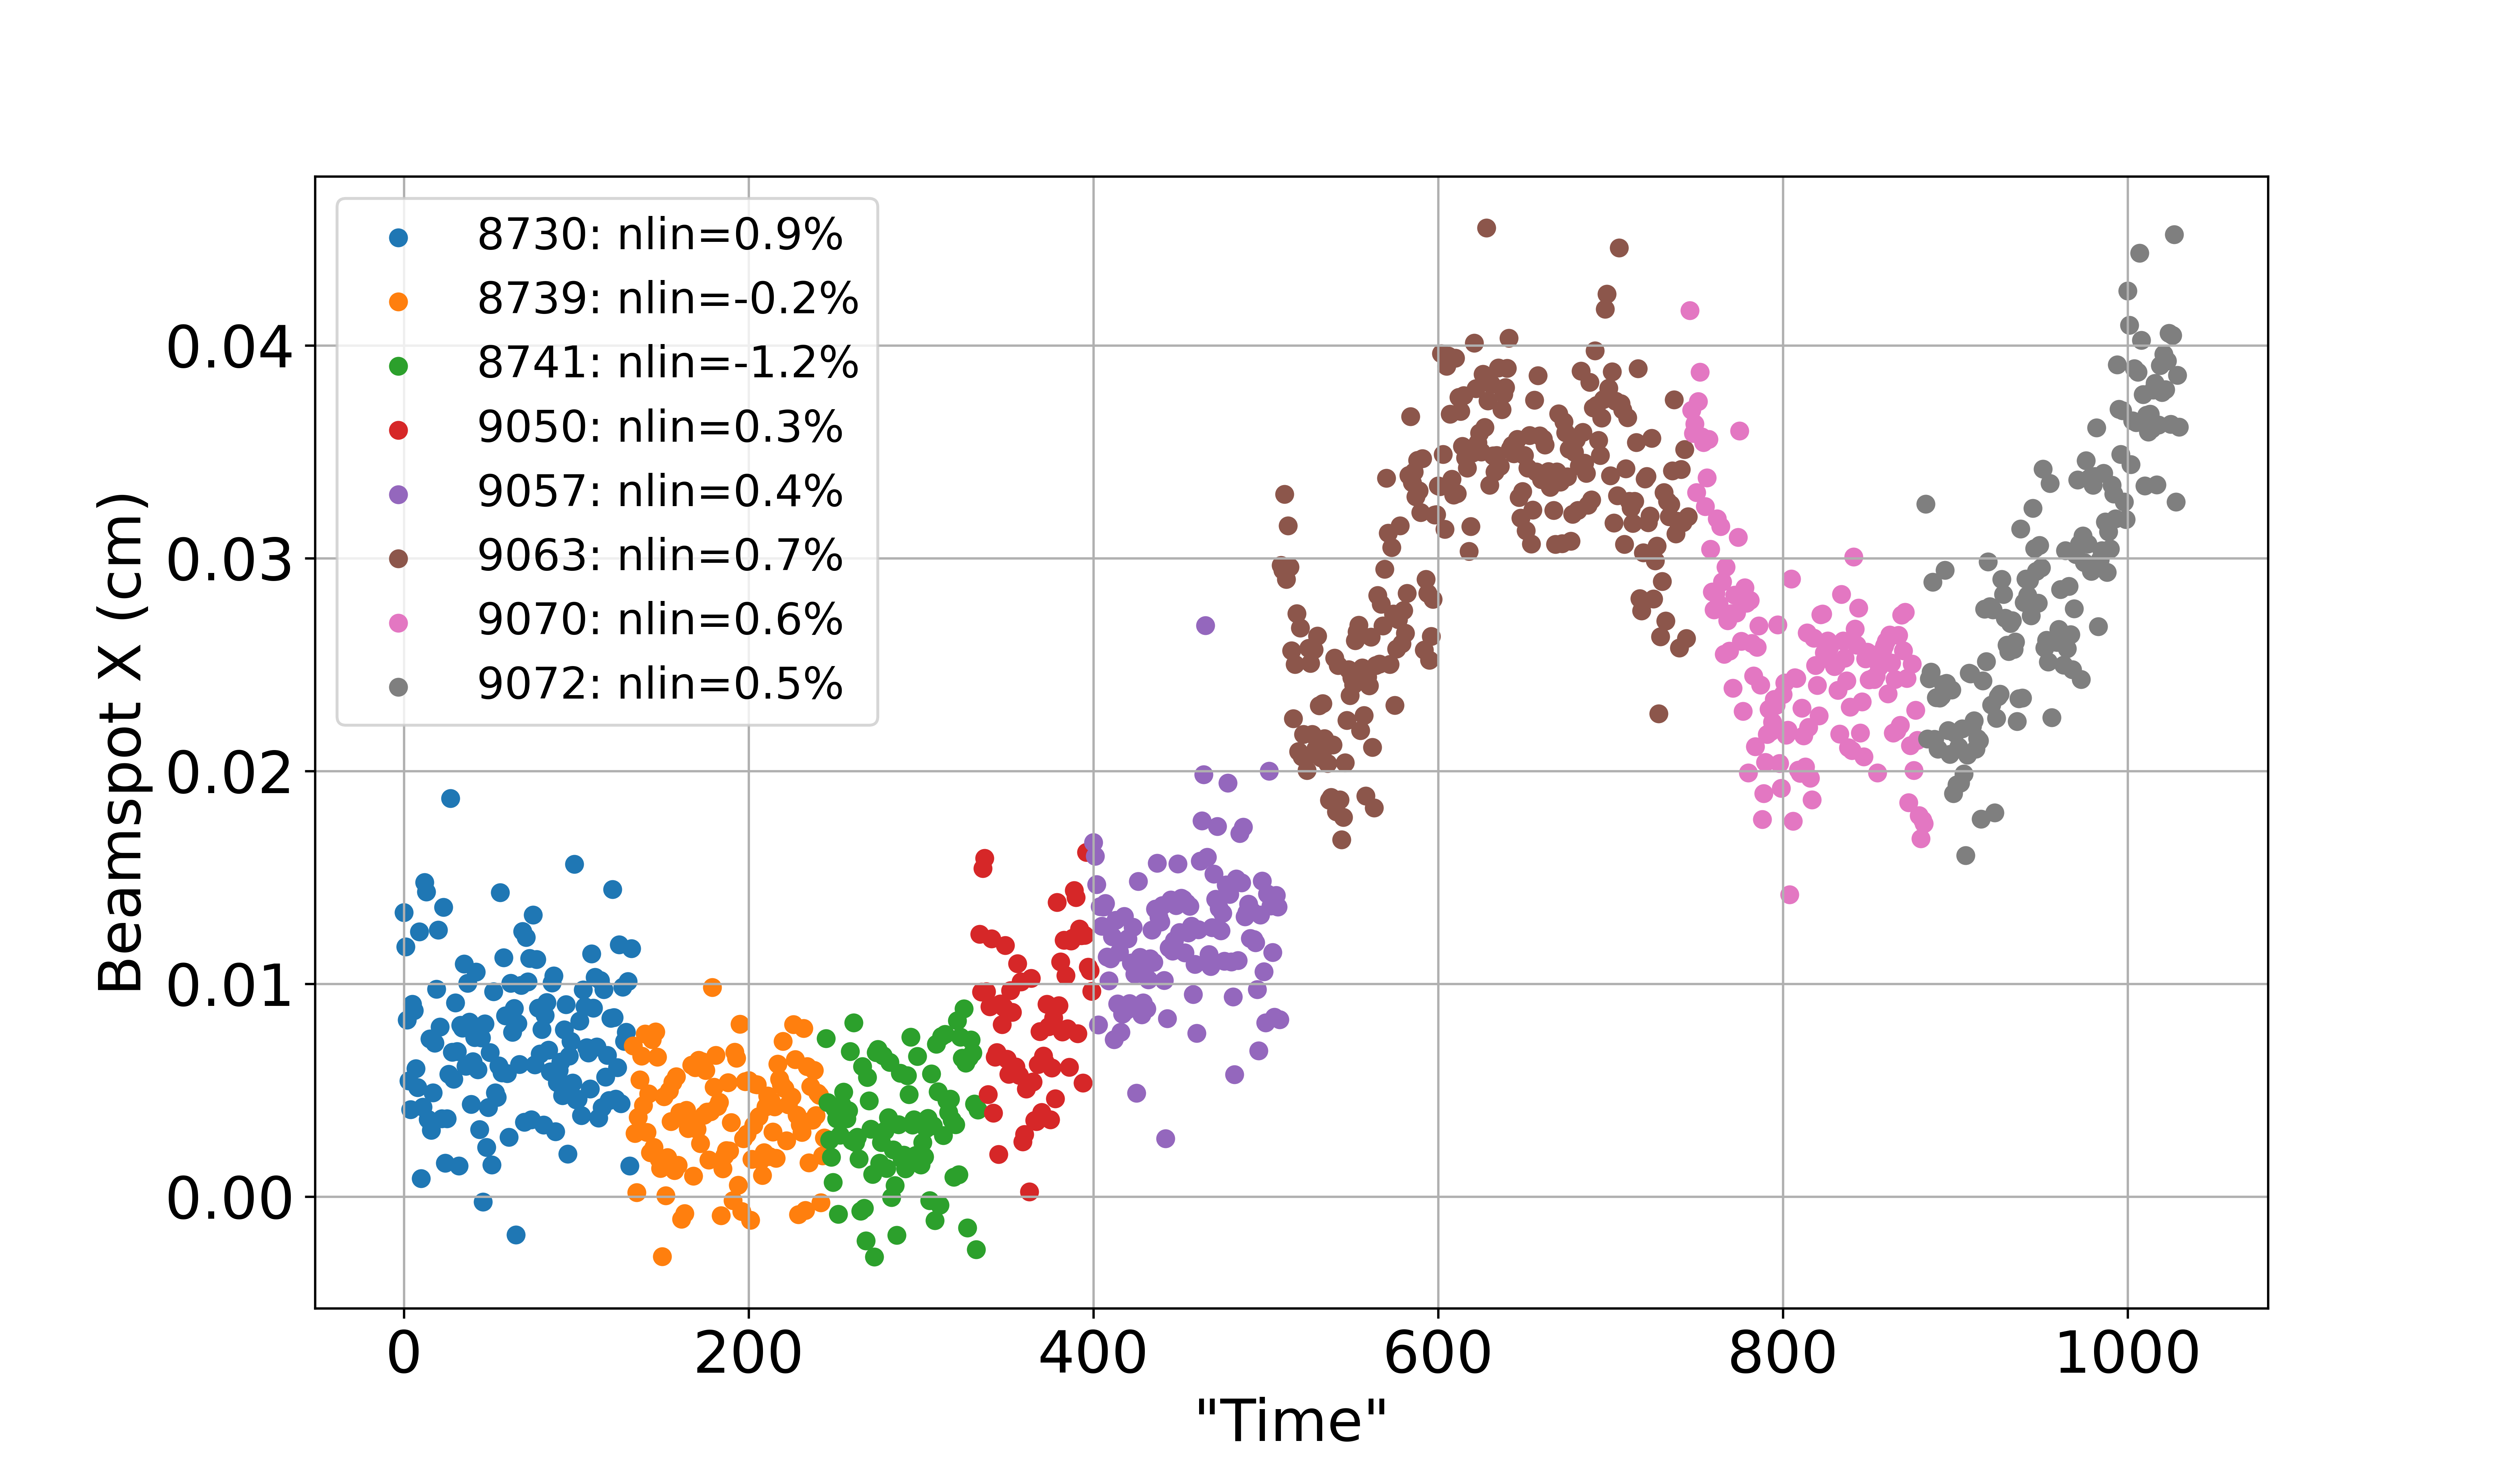 8730: nlin=0.9%
8739: nlin=-0.2%
8741: nlin=-1.2%
9050: nlin=0.3%
9057: nlin=0.4%
9063: nlin=0.7%
9070: nlin=0.6%
9072: nlin=0.5%
Beamspot X (cm)
0.04
0.03
0.02
0.01
0.00
0 200 400 600 800 1000
"Time"